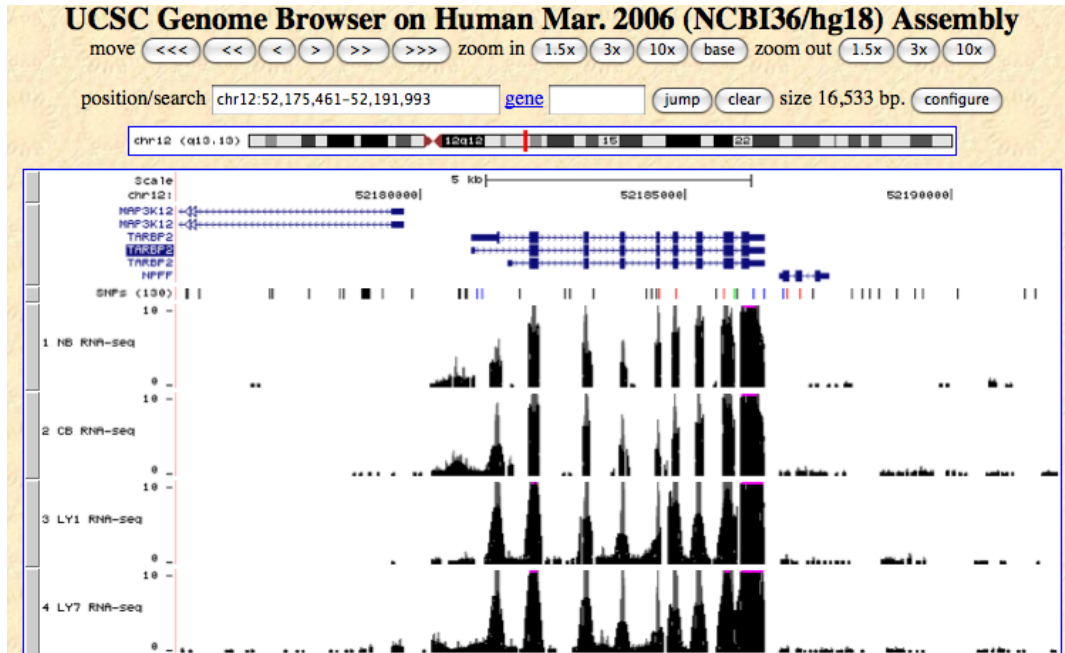 UCSC Genome Browser on Human Mar. 2006 (NCBI36/hg18) Assembly
move <<< << < > >> >>> zoom in 1.5x 3x 10x base zoom out 1.5x 3x 10x
position/search chr12:52,175,461-52,191,993 gene jump clear size 16,533 bp. configure
chr12 (q13.13) 12q12 15 22
Scale 5 kb
chr12: 52180000 52185000 52190000
MAP3K12
MAP3K12
TARBP2
TARBP2
TARBP2
NPFF
SNPs (130)
10 _
1 NB RNA-seq
0 _
10 _
2 CB RNA-seq
0 _
10 _
3 LY1 RNA-seq
0 _
10 _
4 LY7 RNA-seq
0 _